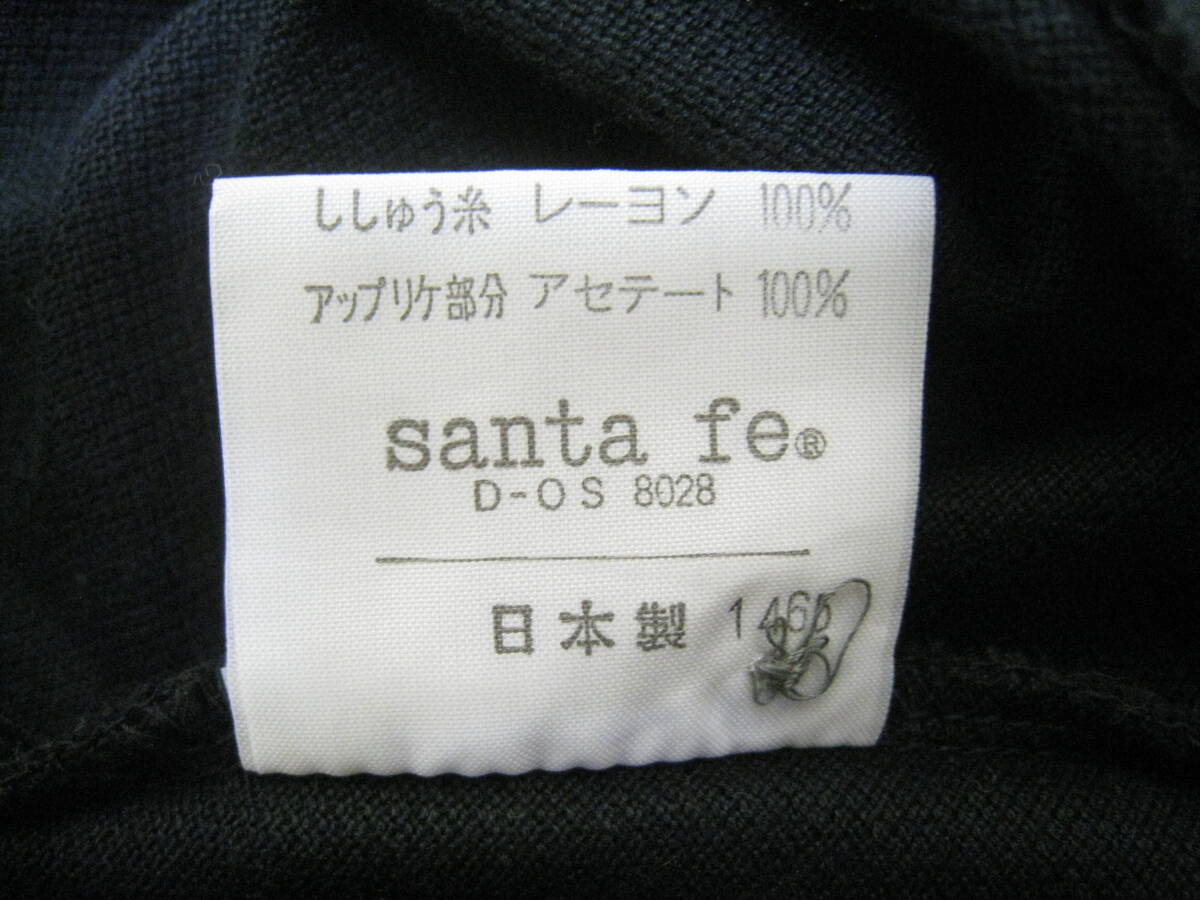 ししゅう糸 レーヨン 100%
アップリケ部分 アセテート 100%
santa fe®
D-OS 8028
日本製 1465